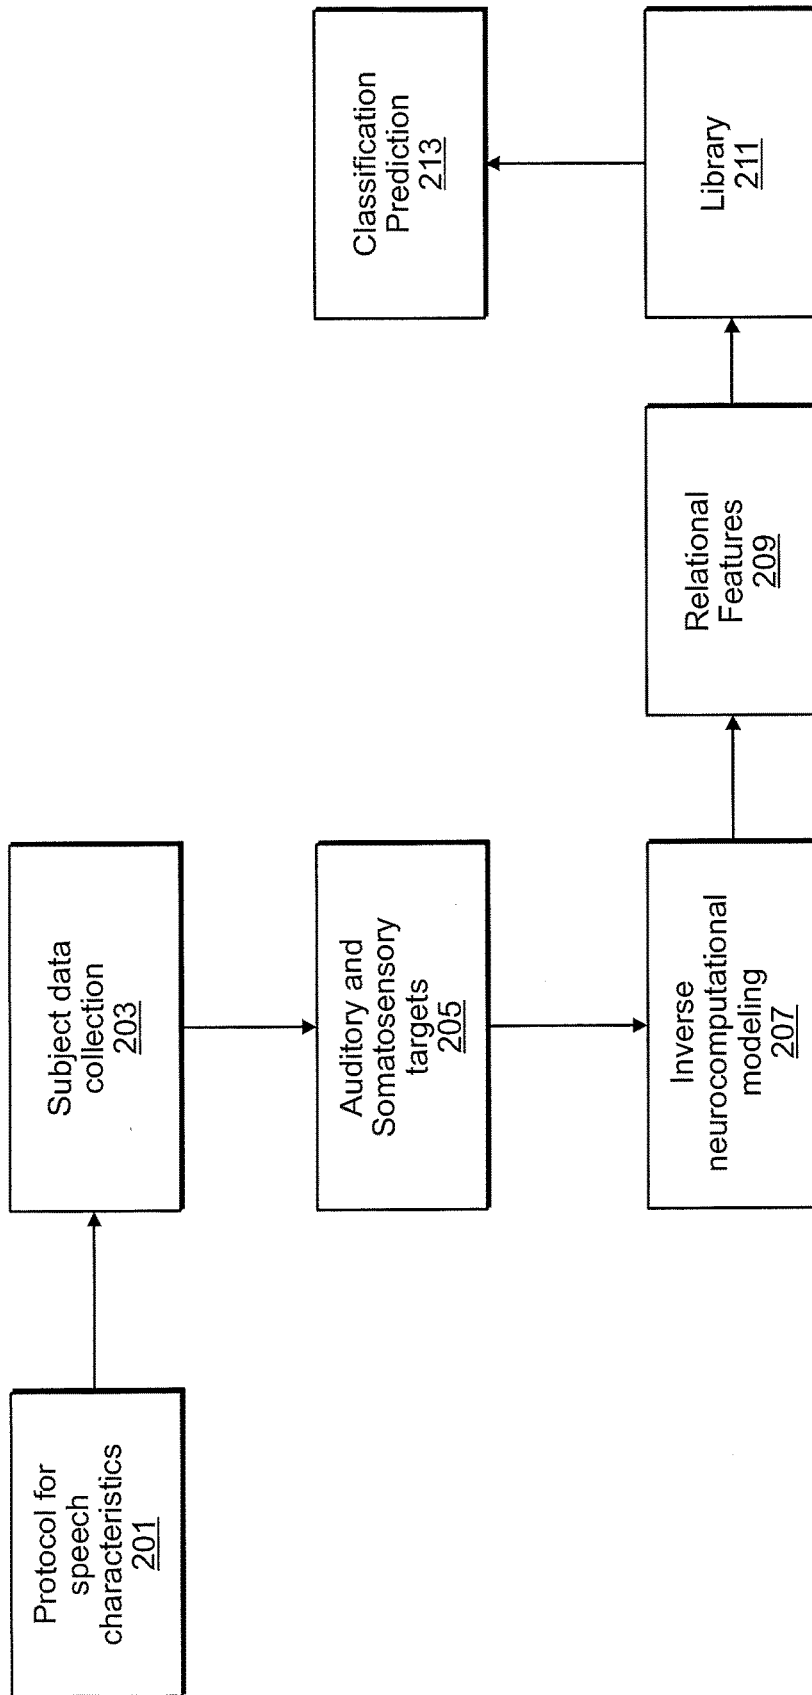 Protocol for
speech
characteristics
201
Subject data
collection
203
Auditory and
Somatosensory
targets
205
Inverse
neurocomputational
modeling
207
Relational
Features
209
Library
211
Classification
Prediction
213